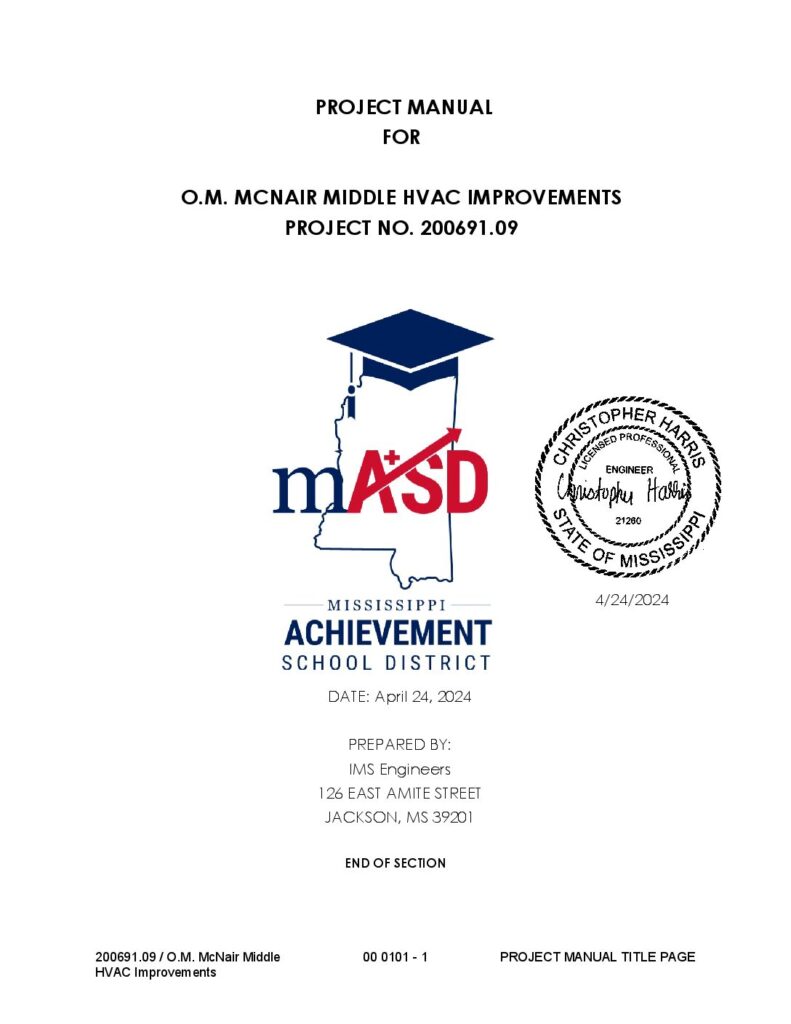 PROJECT MANUAL
FOR
O.M. MCNAIR MIDDLE HVAC IMPROVEMENTS
PROJECT NO. 200691.09
mASD
MISSISSIPPI
ACHIEVEMENT
SCHOOL DISTRICT
CHRISTOPHER HARRIS
LICENSED PROFESSIONAL
ENGINEER
Christopher Harris
21260
STATE OF MISSISSIPPI
4/24/2024
DATE: April 24, 2024
PREPARED BY:
IMS Engineers
126 EAST AMITE STREET
JACKSON, MS 39201
END OF SECTION
200691.09 / O.M. McNair Middle 00 0101 - 1 PROJECT MANUAL TITLE PAGE
HVAC Improvements